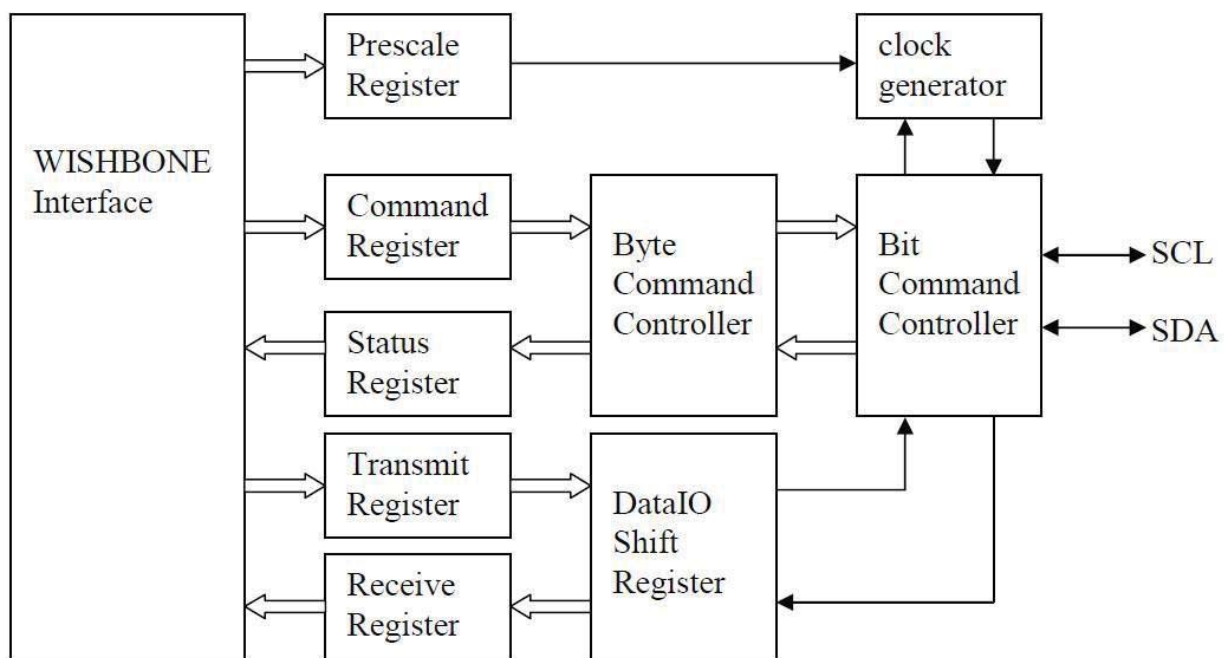 WISHBONE
Interface
Prescale
Register
clock
generator
Command
Register
Byte
Command
Controller
Bit
Command
Controller
SCL
SDA
Status
Register
Transmit
Register
DataIO
Shift
Register
Receive
Register